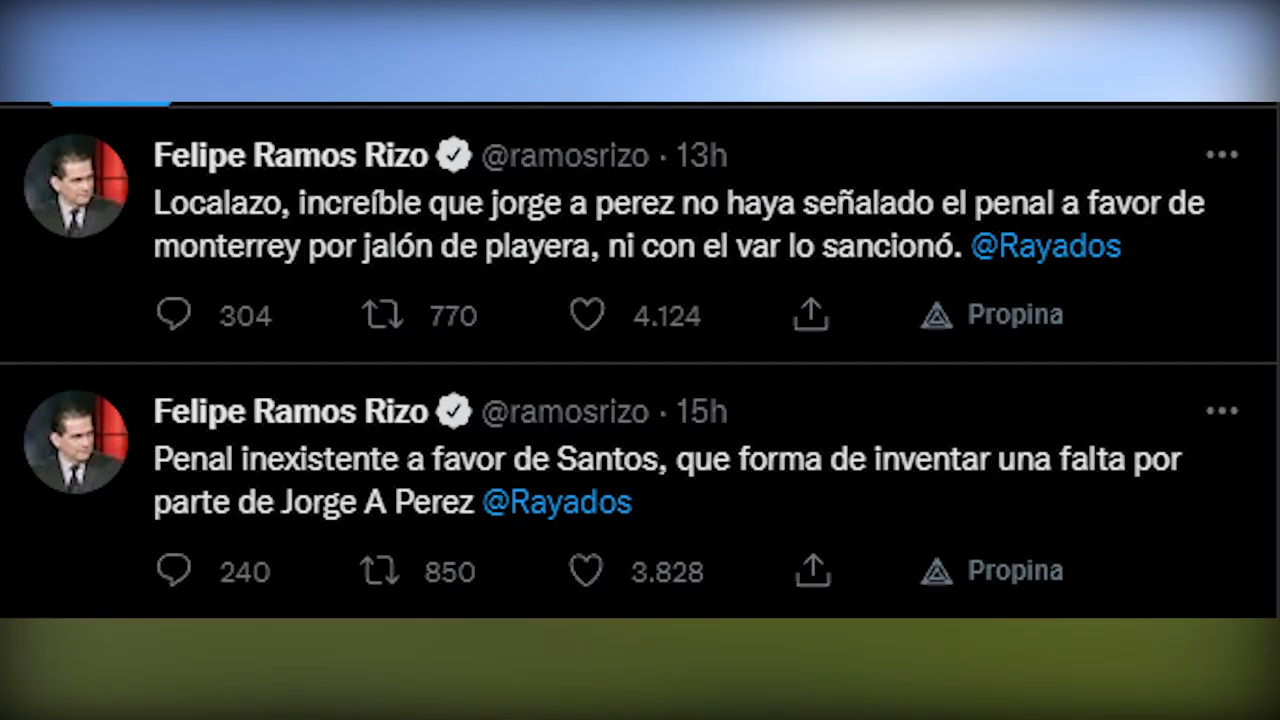 Felipe Ramos Rizo @ramosrizo · 13h
Localazo, increíble que jorge a perez no haya señalado el penal a favor de
monterrey por jalón de playera, ni con el var lo sancionó. @Rayados
304 770 4.124 Propina
Felipe Ramos Rizo @ramosrizo · 15h
Penal inexistente a favor de Santos, que forma de inventar una falta por
parte de Jorge A Perez @Rayados
240 850 3.828 Propina